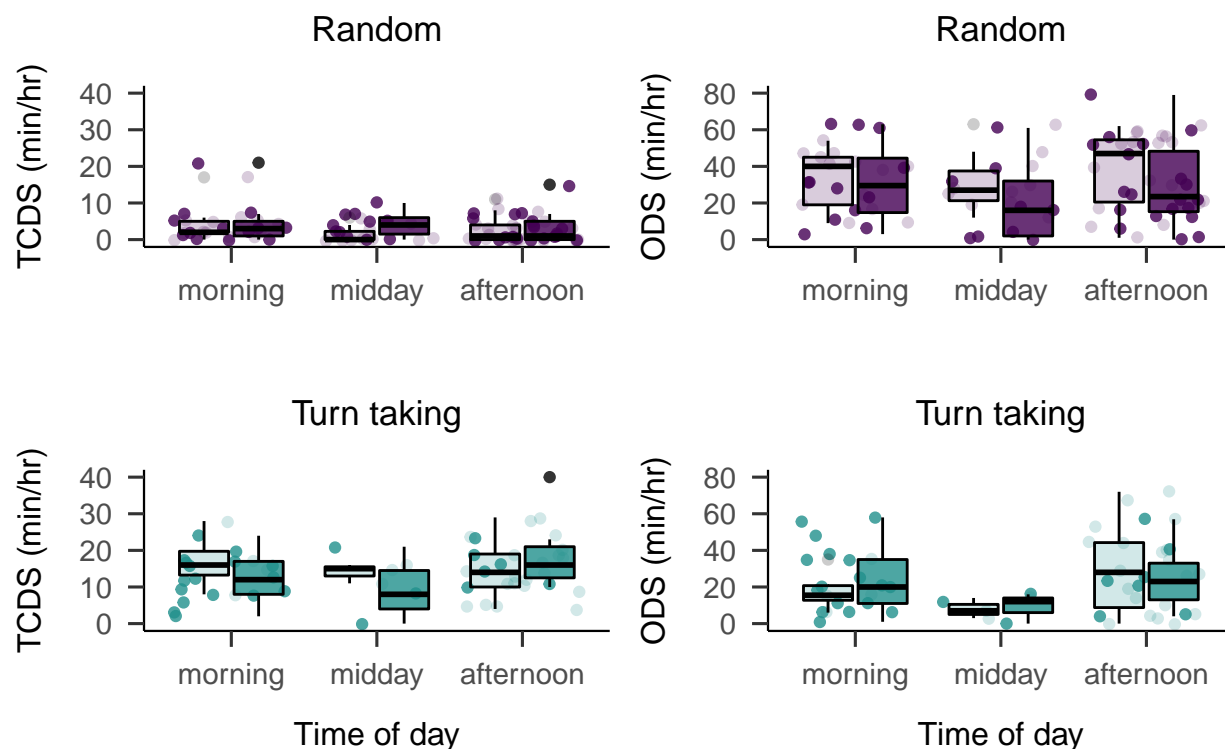 Random
TCDS (min/hr)
40
30
20
10
0
morning midday afternoon
Random
ODS (min/hr)
80
60
40
20
0
morning midday afternoon
Turn taking
TCDS (min/hr)
40
30
20
10
0
morning midday afternoon
Time of day
Turn taking
ODS (min/hr)
80
60
40
20
0
morning midday afternoon
Time of day